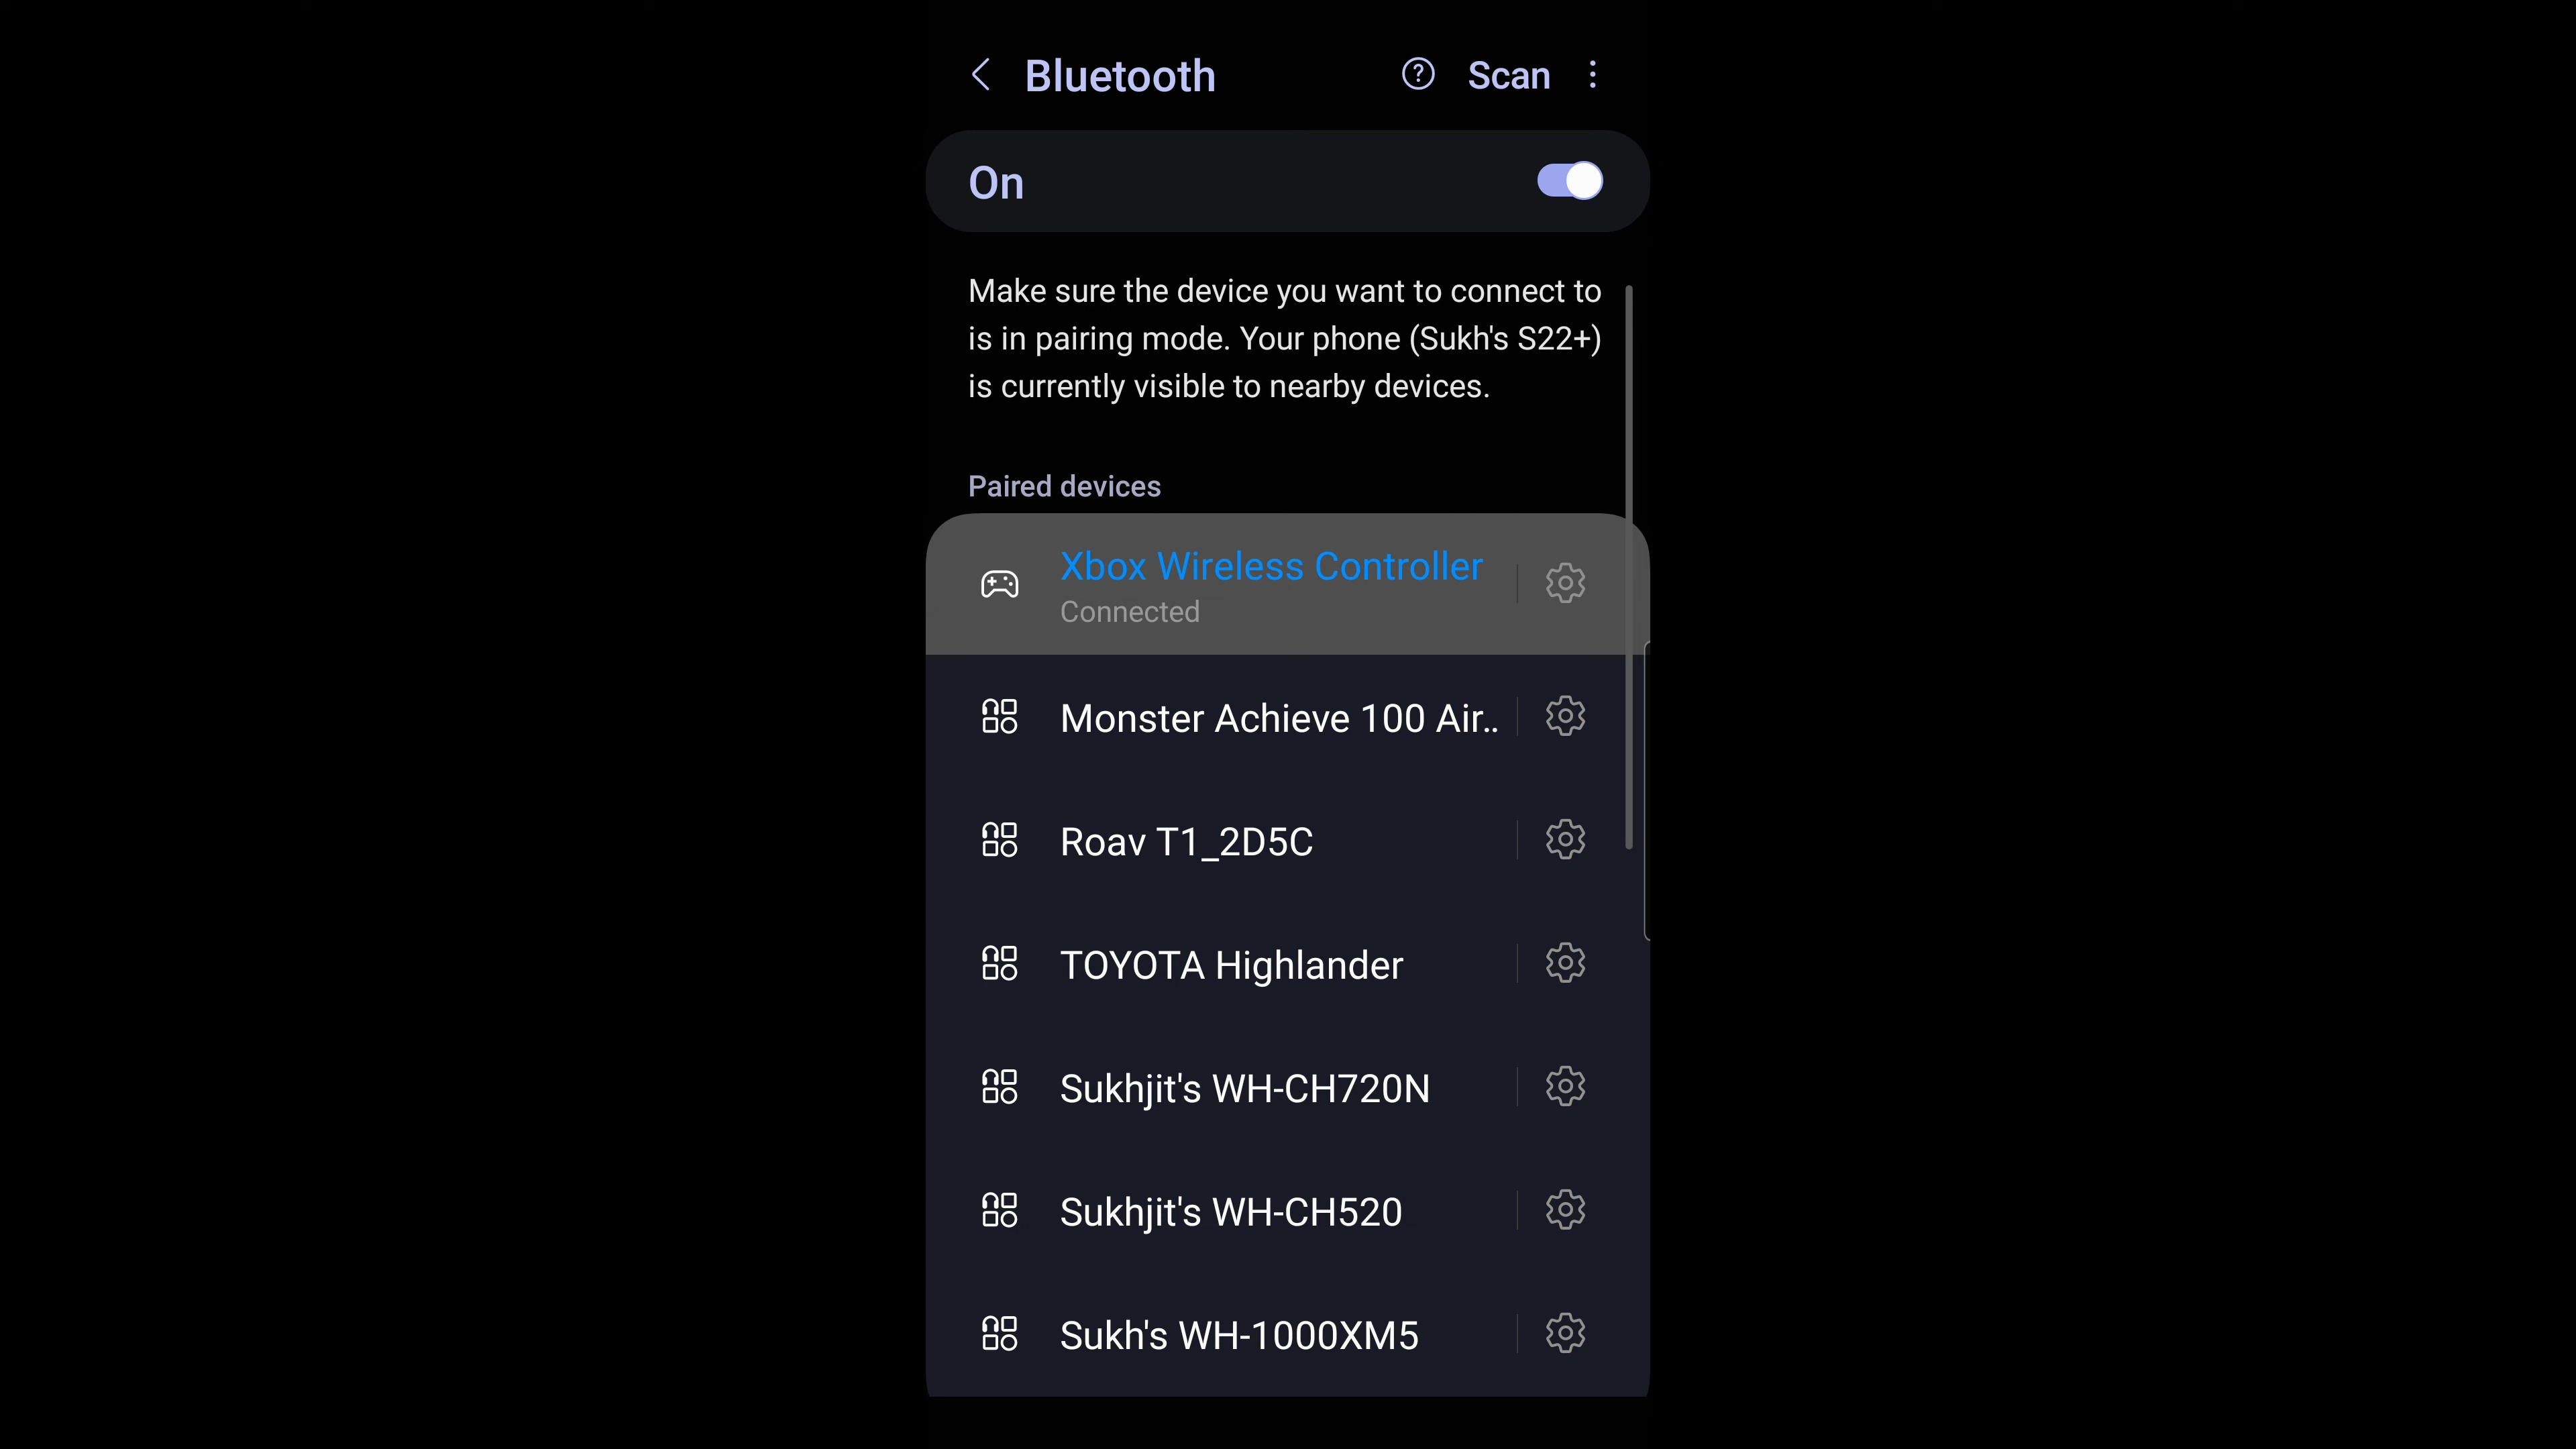 Bluetooth
Scan
On
Make sure the device you want to connect to
is in pairing mode. Your phone (Sukh's S22+)
is currently visible to nearby devices.
Paired devices
Xbox Wireless Controller
Connected
Monster Achieve 100 Air..
Roav T1_2D5C
TOYOTA Highlander
Sukhjit's WH-CH720N
Sukhjit's WH-CH520
Sukh's WH-1000XM5